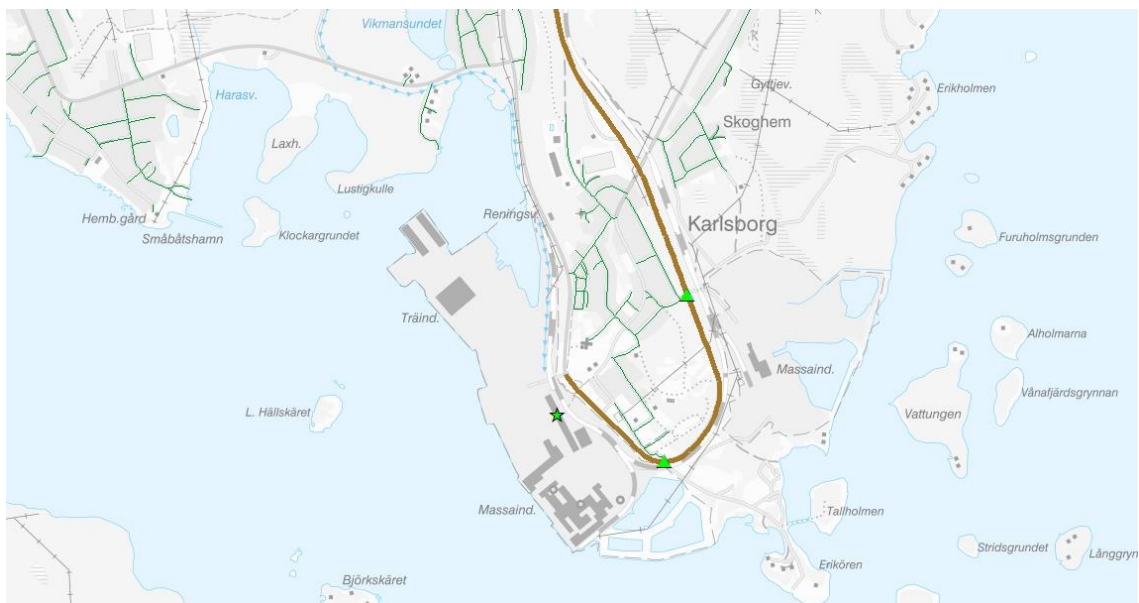 Vikmansundet
Harasv.
Laxh.
Lustigkulle
Hemb.gård
Småbåtshamn
Klockargrundet
Reningsv.
Gyttjev.
Skoghem
Erikholmen
Karlsborg
Furuholmsgrunden
Träind.
Alholmarna
Massaind.
Vånafjärdsgrynnan
L. Hällskäret
Vattungen
Massaind.
Tallholmen
Stridsgrundet
Långgryn
Erikören
Björkskäret